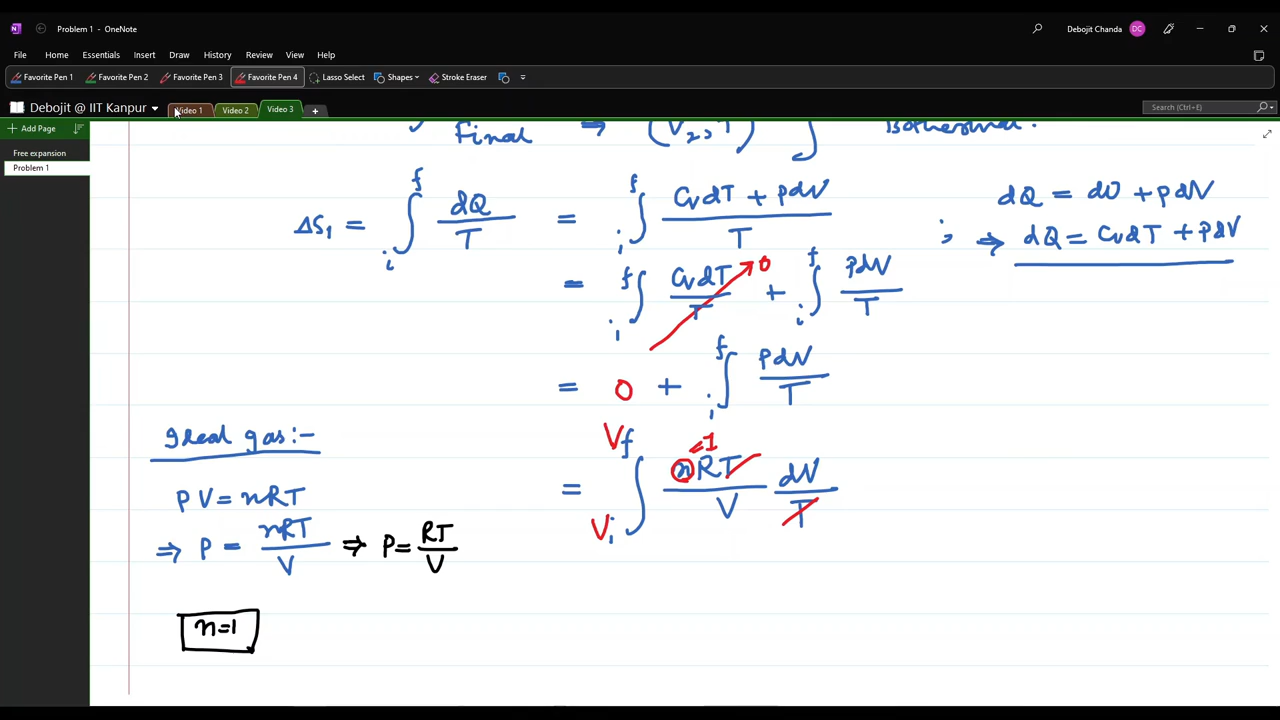 Problem 1 - OneNote
Debojit Chanda DC
File Home Essentials Insert Draw History Review View Help
Favorite Pen 1 Favorite Pen 2 Favorite Pen 3 Favorite Pen 4 Lasso Select Shapes Stroke Eraser
Debojit @ IIT Kanpur Video 1 Video 2 Video 3 + Search (Ctrl+E)
Add Page
Free expansion
Problem 1
Final ⇒ (V₂, T) Isothermal.
ΔS₁ = ∫ᵢᶠ dQ/T = ∫ᵢᶠ (CvdT + PdV)/T ; dQ = dU + PdV
⇒ dQ = CvdT + PdV
= ∫ᵢᶠ CvdT/T 0 + ∫ᵢᶠ PdV/T
= 0 + ∫ᵢᶠ PdV/T
Ideal gas:-
= ∫ Vi Vf nRT/V dV/T ←1
PV = nRT
⇒ P = nRT/V ⇒ P = RT/V
n=1